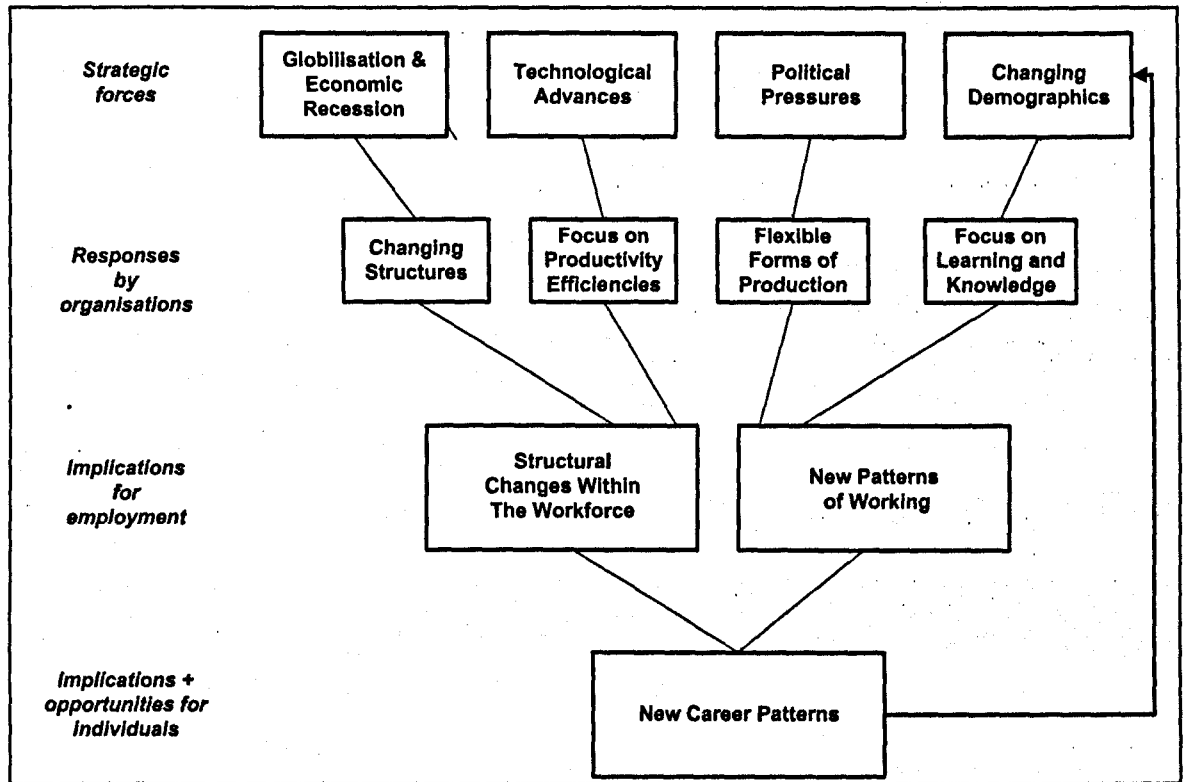 Strategic
forces
Globilisation &
Economic
Recession
Technological
Advances
Political
Pressures
Changing
Demographics
Responses
by
organisations
Changing
Structures
Focus on
Productivity
Efficiencies
Flexible
Forms of
Production
Focus on
Learning and
Knowledge
Implications
for
employment
Structural
Changes Within
The Workforce
New Patterns
of Working
Implications +
opportunities for
individuals
New Career Patterns